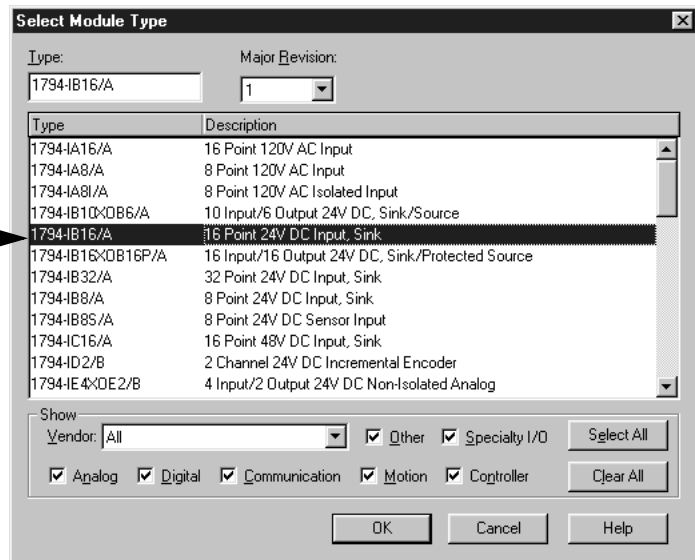 Select Module Type
Type:
Major Revision:
1794-IB16/A
1
Type Description
1794-IA16/A 16 Point 120V AC Input
1794-IA8/A 8 Point 120V AC Input
1794-IA8I/A 8 Point 120V AC Isolated Input
1794-IB10XOB6/A 10 Input/6 Output 24V DC, Sink/Source
1794-IB16/A 16 Point 24V DC Input, Sink
1794-IB16XOB16P/A 16 Input/16 Output 24V DC, Sink/Protected Source
1794-IB32/A 32 Point 24V DC Input, Sink
1794-IB8/A 8 Point 24V DC Input, Sink
1794-IB8S/A 8 Point 24V DC Sensor Input
1794-IC16/A 16 Point 48V DC Input, Sink
1794-ID2/B 2 Channel 24V DC Incremental Encoder
1794-IE4XOE2/B 4 Input/2 Output 24V DC Non-Isolated Analog
Show
Vendor: All Other Specialty I/O Select All
Analog Digital Communication Motion Controller Clear All
OK Cancel Help